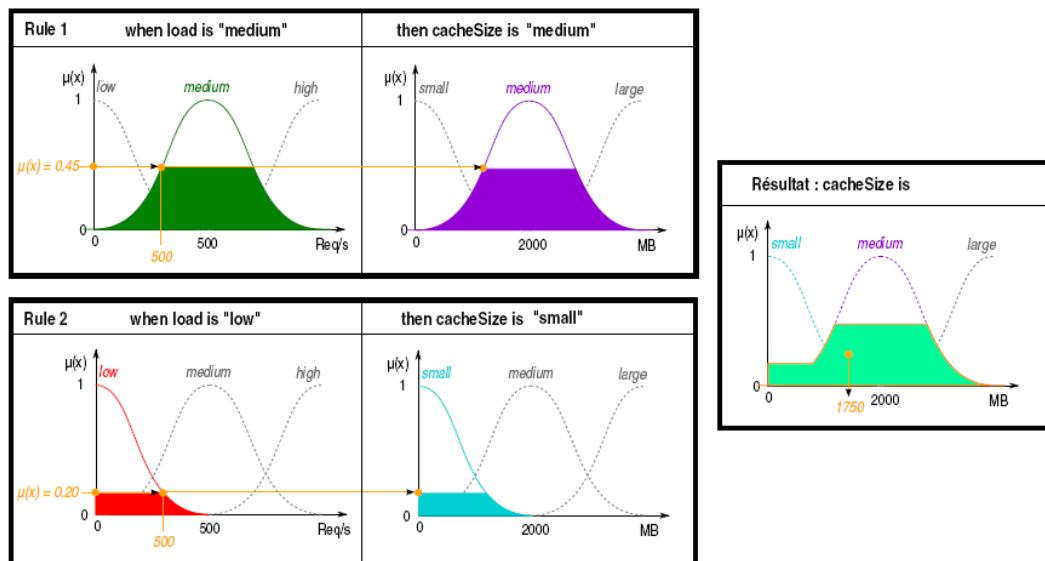 Rule 1
when load is "medium"
then cacheSize is "medium"
μ(x)
1
low
medium
high
μ(x) = 0.45
0
0
500
500
Req/s
μ(x)
1
small
medium
large
0
0
2000
MB
Rule 2
when load is "low"
then cacheSize is "small"
μ(x)
1
low
medium
high
μ(x) = 0.20
0
0
500
500
Req/s
μ(x)
1
small
medium
large
0
0
2000
MB
Résultat : cacheSize is
μ(x)
small
medium
large
1
0
0
1750
2000
MB